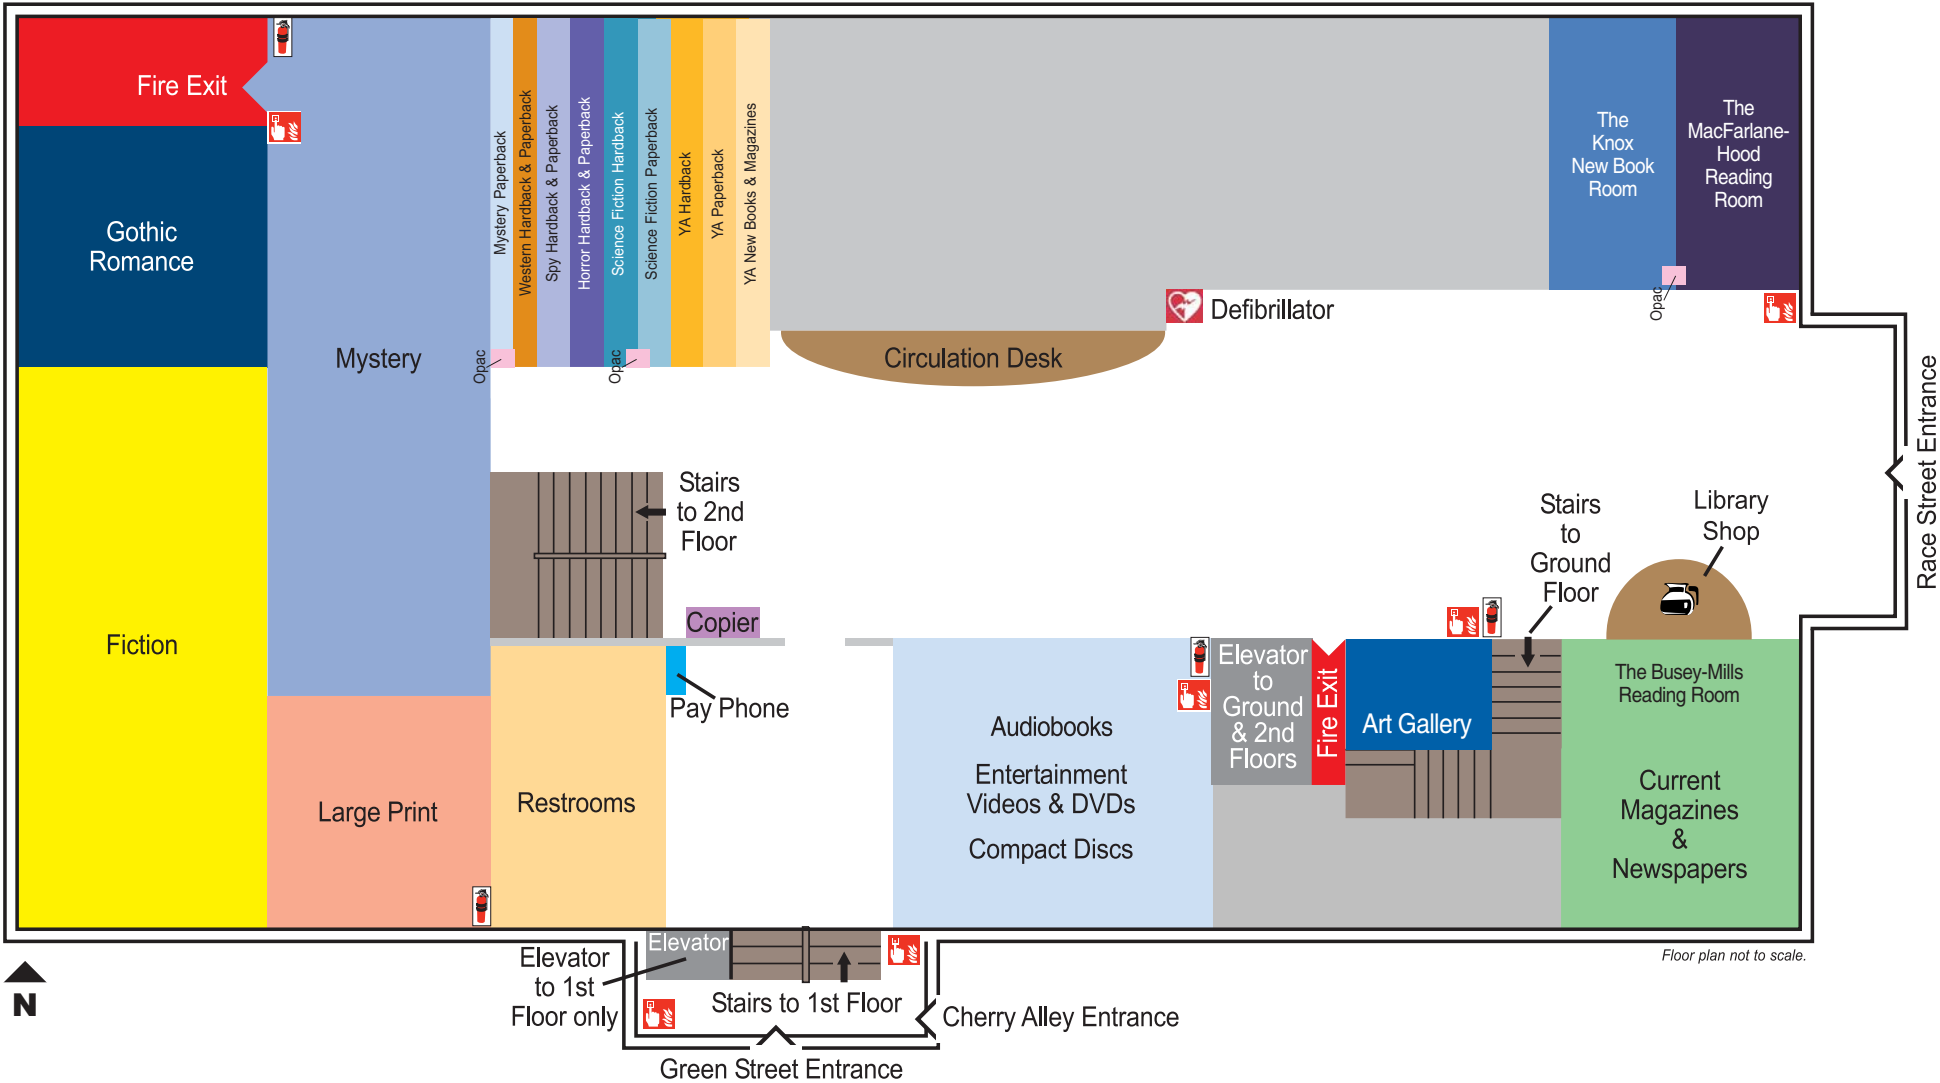 Fire Exit
Gothic
Romance
Fiction
Mystery
Large Print
Mystery Paperback
Western Hardback & Paperback
Spy Hardback & Paperback
Horror Hardback & Paperback
Science Fiction Hardback
Science Fiction Paperback
YA Hardback
YA Paperback
YA New Books & Magazines
Opac
Opac
Circulation Desk
Defibrillator
The
Knox
New Book
Room
The
MacFarlane-
Hood
Reading
Room
Opac
Race Street Entrance
Stairs
to 2nd
Floor
Copier
Pay Phone
Restrooms
Audiobooks
Entertainment
Videos & DVDs
Compact Discs
Elevator
to
Ground
& 2nd
Floors
Fire Exit
Art Gallery
Stairs
to
Ground
Floor
Library
Shop
The Busey-Mills
Reading Room
Current
Magazines
&
Newspapers
Floor plan not to scale.
N
Elevator
Elevator
to 1st
Floor only
Stairs to 1st Floor
Cherry Alley Entrance
Green Street Entrance